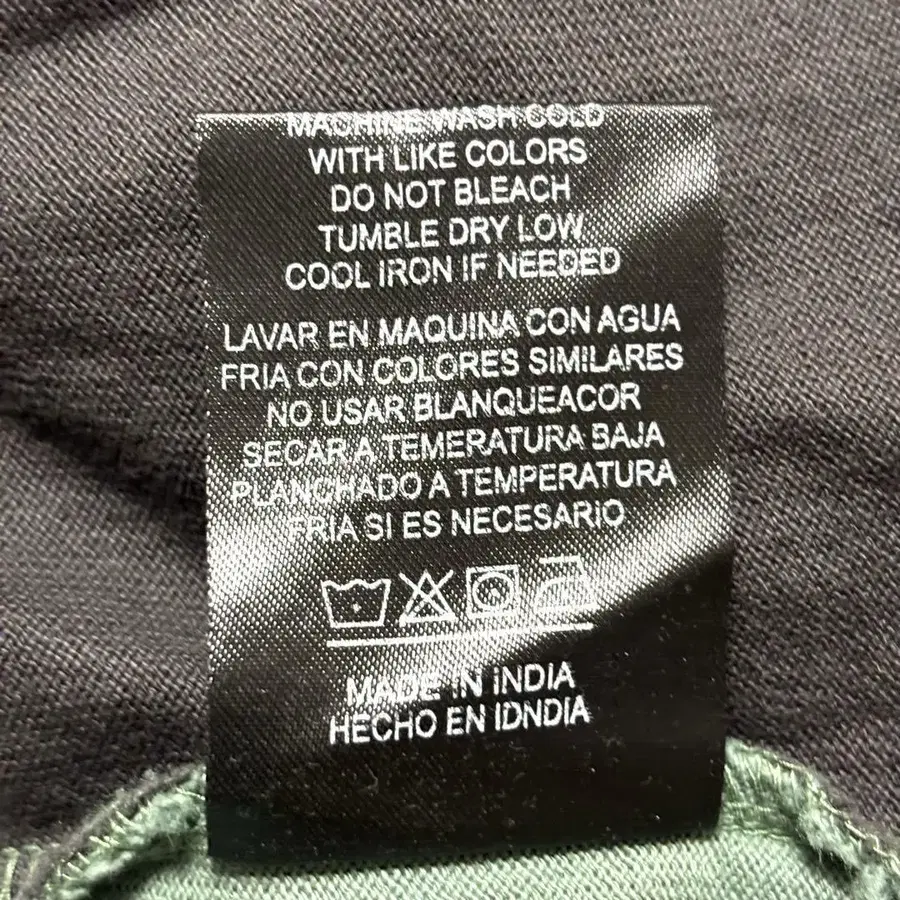 MACHINE WASH COLD
WITH LIKE COLORS
DO NOT BLEACH
TUMBLE DRY LOW
COOL IRON IF NEEDED
LAVAR EN MAQUINA CON AGUA
FRIA CON COLORES SIMILARES
NO USAR BLANQUEACOR
SECAR A TEMERATURA BAJA
PLANCHADO A TEMPERATURA
FRIA SI ES NECESARIO
MADE IN INDIA
HECHO EN IDNDIA